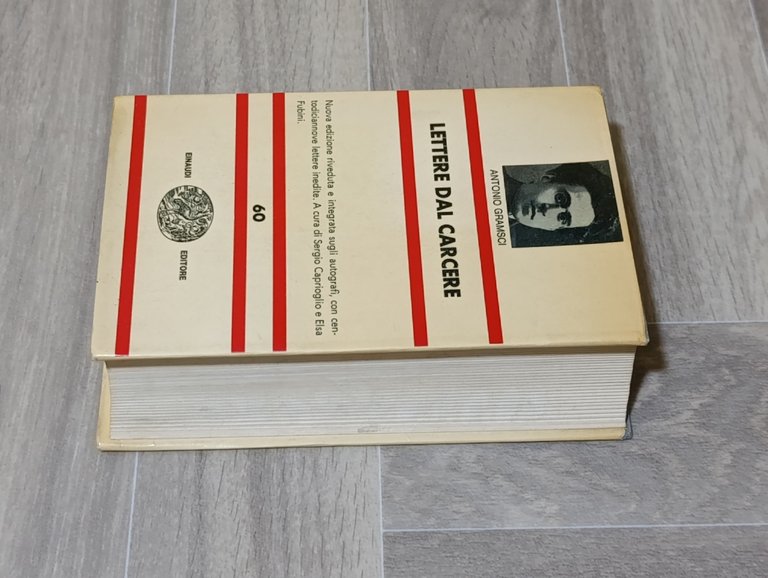 ANTONIO GRAMSCI
LETTERE DAL CARCERE
Nuova edizione riveduta e integrata sugli autografi, con cen-
todiciannove lettere inedite. A cura di Sergio Caprioglio e Elsa
Fubini.
60
EINAUDI EDITORE